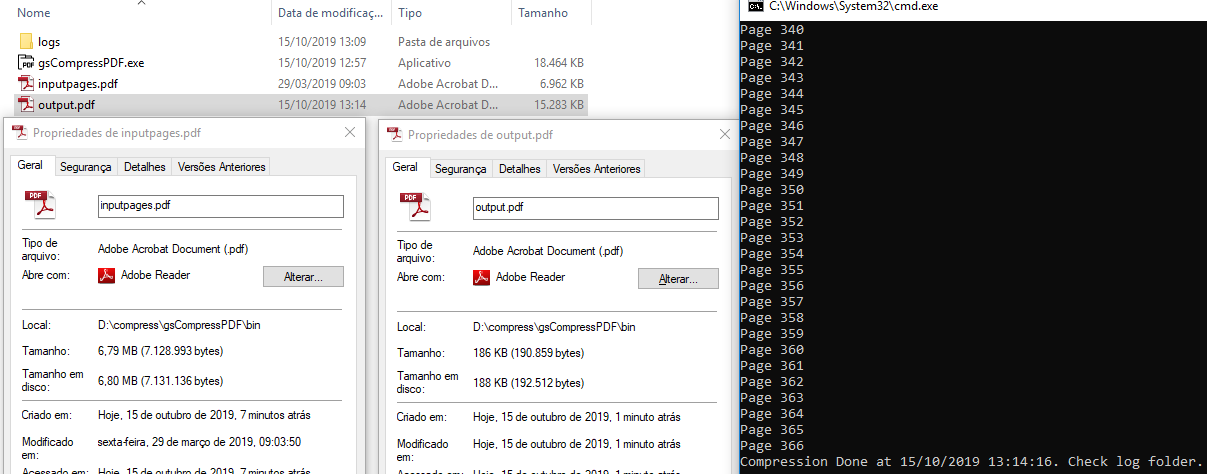 Nome Data de modificaç... Tipo Tamanho
logs 15/10/2019 13:09 Pasta de arquivos
gsCompressPDF.exe 15/10/2019 12:57 Aplicativo 18.464 KB
inputpages.pdf 29/03/2019 09:03 Adobe Acrobat D... 6.962 KB
output.pdf 15/10/2019 13:14 Adobe Acrobat D... 15.283 KB
Propriedades de inputpages.pdf
Geral Segurança Detalhes Versões Anteriores
PDF
inputpages.pdf
Tipo de
arquivo:
Adobe Acrobat Document (.pdf)
Abre com: Adobe Reader Alterar...
Local: D:\compress\gsCompressPDF\bin
Tamanho: 6,79 MB (7.128.993 bytes)
Tamanho em
disco:
6,80 MB (7.131.136 bytes)
Criado em: Hoje, 15 de outubro de 2019, 7 minutos atrás
Modificado
em:
sexta-feira, 29 de março de 2019, 09:03:50
Acessado em: Hoje, 15 de outubro de 2019, 7 minutos atrás
Propriedades de output.pdf
Geral Segurança Detalhes Versões Anteriores
PDF
output.pdf
Tipo de
arquivo:
Adobe Acrobat Document (.pdf)
Abre com: Adobe Reader Alterar...
Local: D:\compress\gsCompressPDF\bin
Tamanho: 186 KB (190.859 bytes)
Tamanho em
disco:
188 KB (192.512 bytes)
Criado em: Hoje, 15 de outubro de 2019, 1 minuto atrás
Modificado
em:
Hoje, 15 de outubro de 2019, 1 minuto atrás
Acessado em: Hoje, 15 de outubro de 2019, 1 minuto atrás
C:\Windows\System32\cmd.exe
Page 340
Page 341
Page 342
Page 343
Page 344
Page 345
Page 346
Page 347
Page 348
Page 349
Page 350
Page 351
Page 352
Page 353
Page 354
Page 355
Page 356
Page 357
Page 358
Page 359
Page 360
Page 361
Page 362
Page 363
Page 364
Page 365
Page 366
Compression Done at 15/10/2019 13:14:16. Check log folder.